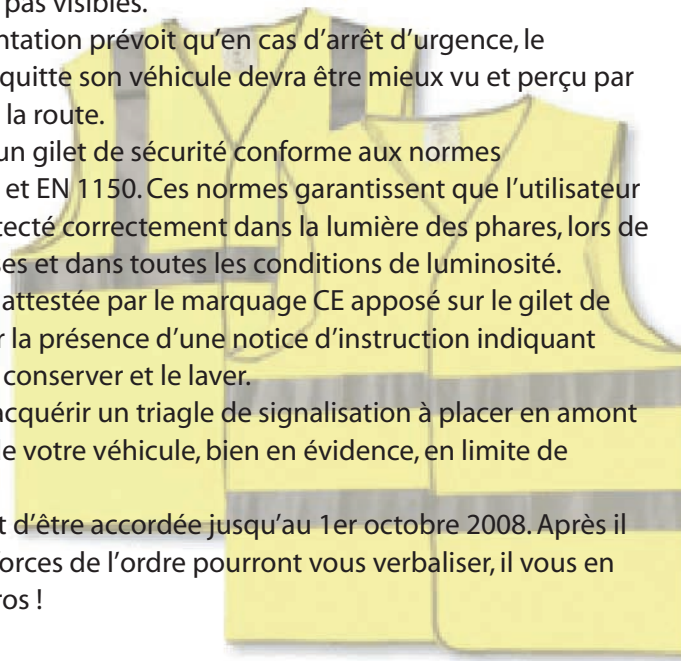 pas visibles.
ntation prévoit qu'en cas d'arrêt d'urgence, le
quitte son véhicule devra être mieux vu et perçu par
la route.
un gilet de sécurité conforme aux normes
et EN 1150. Ces normes garantissent que l'utilisateur
tecté correctement dans la lumière des phares, lors de
ses et dans toutes les conditions de luminosité.
attestée par le marquage CE apposé sur le gilet de
r la présence d'une notice d'instruction indiquant
conserver et le laver.
acquérir un triagle de signalisation à placer en amont
de votre véhicule, bien en évidence, en limite de
t d'être accordée jusqu'au 1er octobre 2008. Après il
forces de l'ordre pourront vous verbaliser, il vous en
ros !